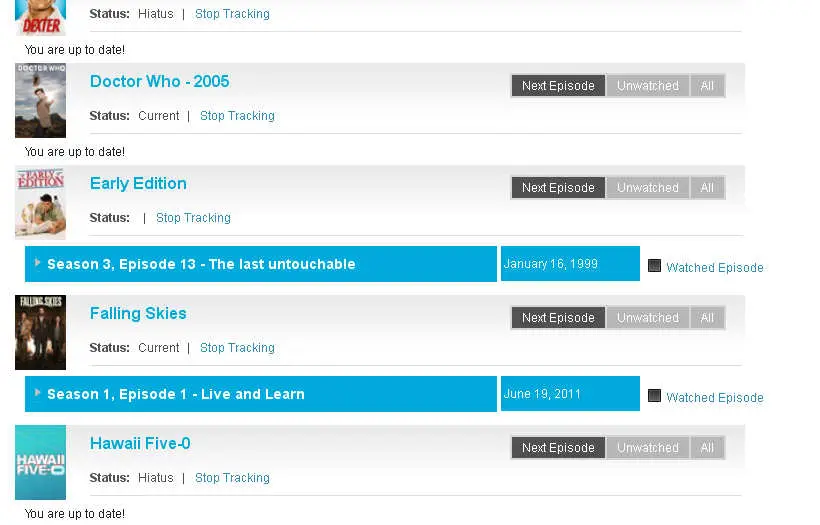 DEXTER
Status: Hiatus | Stop Tracking
You are up to date!
DOCTOR WHO
Doctor Who - 2005
Next Episode Unwatched All
Status: Current | Stop Tracking
You are up to date!
EARLY EDITION
Early Edition
Next Episode Unwatched All
Status: | Stop Tracking
Season 3, Episode 13 - The last untouchable January 16, 1999 Watched Episode
FALLING SKIES
Falling Skies
Next Episode Unwatched All
Status: Current | Stop Tracking
Season 1, Episode 1 - Live and Learn June 19, 2011 Watched Episode
Hawaii Five-0
Next Episode Unwatched All
HAWAII
FIVE-O
Status: Hiatus | Stop Tracking
You are up to date!